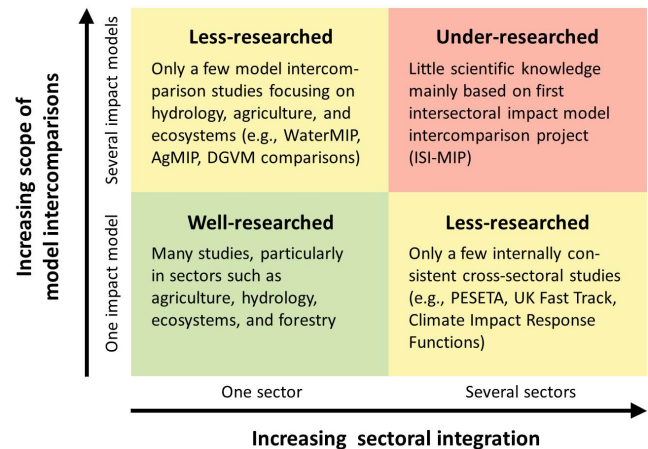 Increasing scope of
model intercomparisons
Several impact models
Less-researched
Only a few model intercom-
parison studies focusing on
hydrology, agriculture, and
ecosystems (e.g., WaterMIP,
AgMIP, DGVM comparisons)
Under-researched
Little scientific knowledge
mainly based on first
intersectoral impact model
intercomparison project
(ISI-MIP)
One impact model
Well-researched
Many studies, particularly
in sectors such as
agriculture, hydrology,
ecosystems, and forestry
Less-researched
Only a few internally con-
sistent cross-sectoral studies
(e.g., PESETA, UK Fast Track,
Climate Impact Response
Functions)
One sector
Several sectors
Increasing sectoral integration